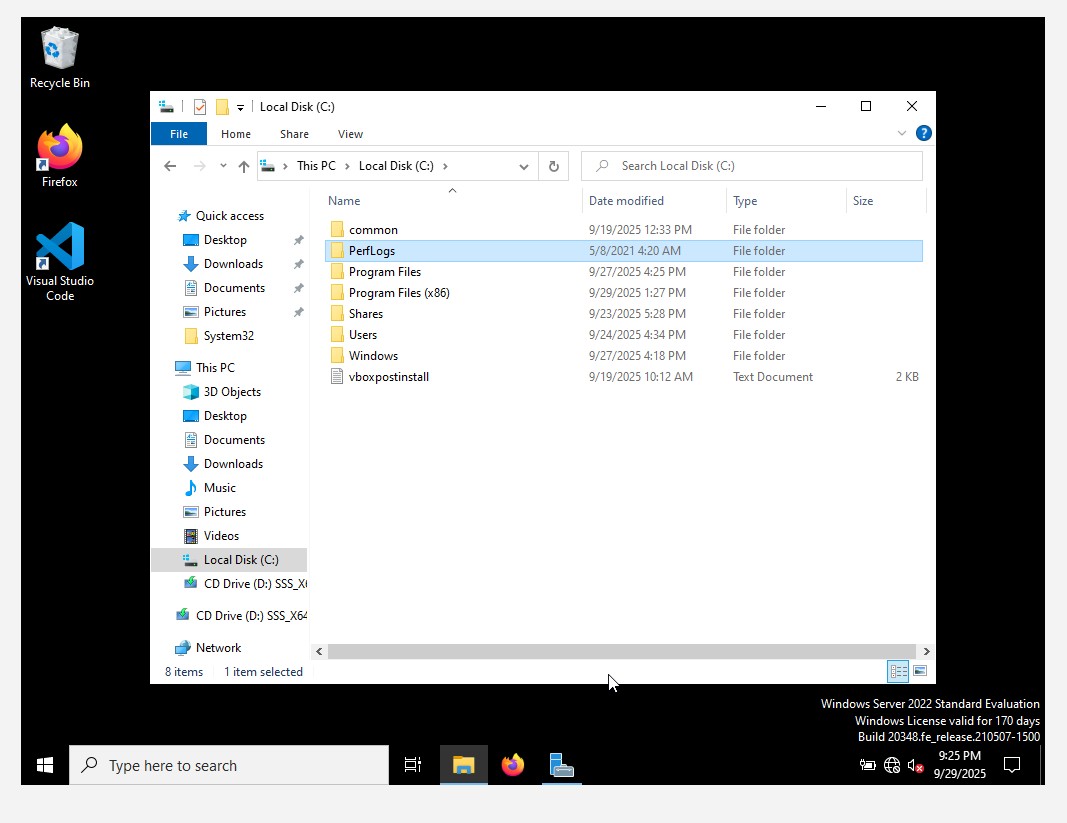 Recycle Bin
Firefox
Visual Studio
Code
Local Disk (C:)
File Home Share View
This PC Local Disk (C:)
Search Local Disk (C:)
Name Date modified Type Size
Quick access
Desktop
Downloads
Documents
Pictures
System32
This PC
3D Objects
Desktop
Documents
Downloads
Music
Pictures
Videos
Local Disk (C:)
CD Drive (D:) SSS_X6
CD Drive (D:) SSS_X64
Network
common 9/19/2025 12:33 PM File folder
PerfLogs 5/8/2021 4:20 AM File folder
Program Files 9/27/2025 4:25 PM File folder
Program Files (x86) 9/29/2025 1:27 PM File folder
Shares 9/23/2025 5:28 PM File folder
Users 9/24/2025 4:34 PM File folder
Windows 9/27/2025 4:18 PM File folder
vboxpostinstall 9/19/2025 10:12 AM Text Document 2 KB
8 items 1 item selected
Windows Server 2022 Standard Evaluation
Windows License valid for 170 days
Build 20348.fe_release.210507-1500
Type here to search
9:25 PM
9/29/2025